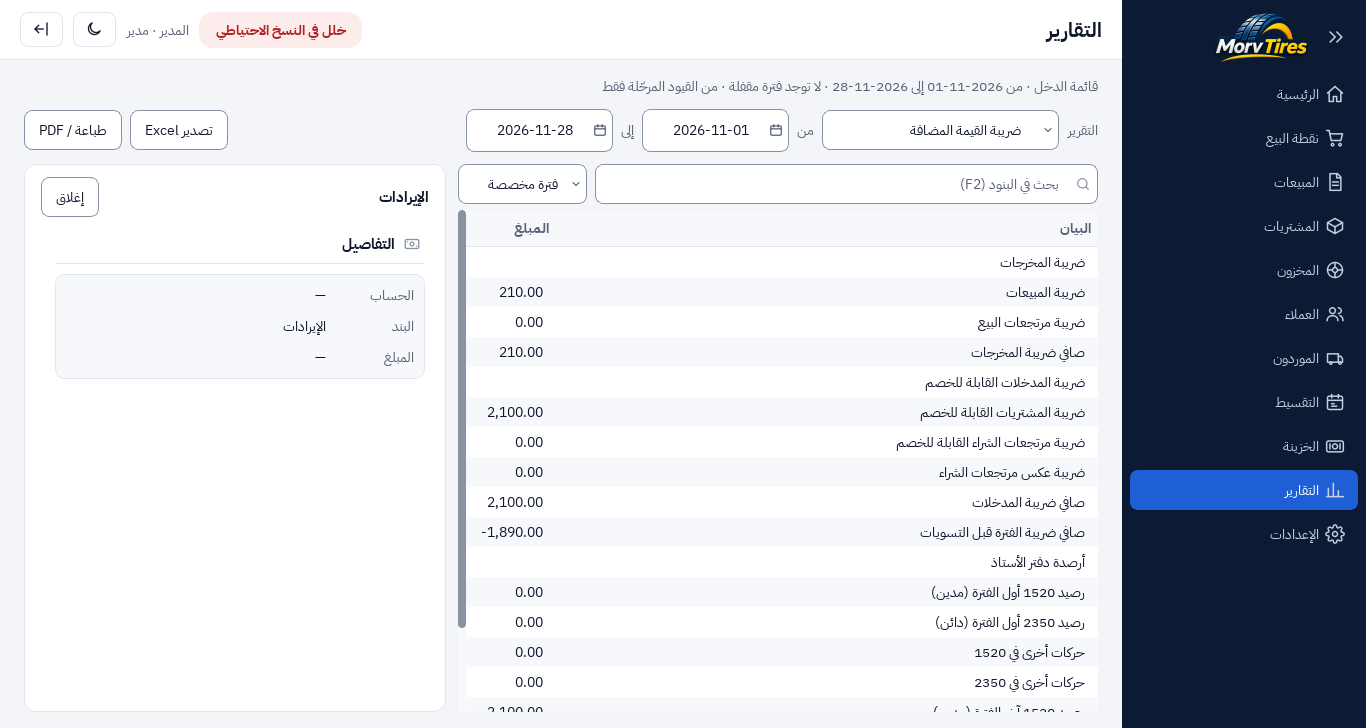 MorvTires
الرئيسية
نقطة البيع
المبيعات
المشتريات
المخزون
العملاء
الموردون
التقسيط
الخزينة
التقارير
الإعدادات
التقارير
خلل في النسخ الاحتياطي
المدير · مدير
قائمة الدخل · من 2026-11-01 إلى 2026-11-28 · لا توجد فترة مقفلة · من القيود المرحّلة فقط
التقرير ضريبة القيمة المضافة من 2026-11-01 إلى 2026-11-28
تصدير Excel
طباعة / PDF
بحث في البنود (F2)
فترة مخصصة
البيان المبلغ
ضريبة المخرجات
ضريبة المبيعات 210.00
ضريبة مرتجعات البيع 0.00
صافي ضريبة المخرجات 210.00
ضريبة المدخلات القابلة للخصم
ضريبة المشتريات القابلة للخصم 2,100.00
ضريبة مرتجعات الشراء القابلة للخصم 0.00
ضريبة عكس مرتجعات الشراء 0.00
صافي ضريبة المدخلات 2,100.00
صافي ضريبة الفترة قبل التسويات -1,890.00
أرصدة دفتر الأستاذ
رصيد 1520 أول الفترة (مدين) 0.00
رصيد 2350 أول الفترة (دائن) 0.00
حركات أخرى في 1520 0.00
حركات أخرى في 2350 0.00
الإيرادات
إغلاق
التفاصيل
الحساب —
البند الإيرادات
المبلغ —